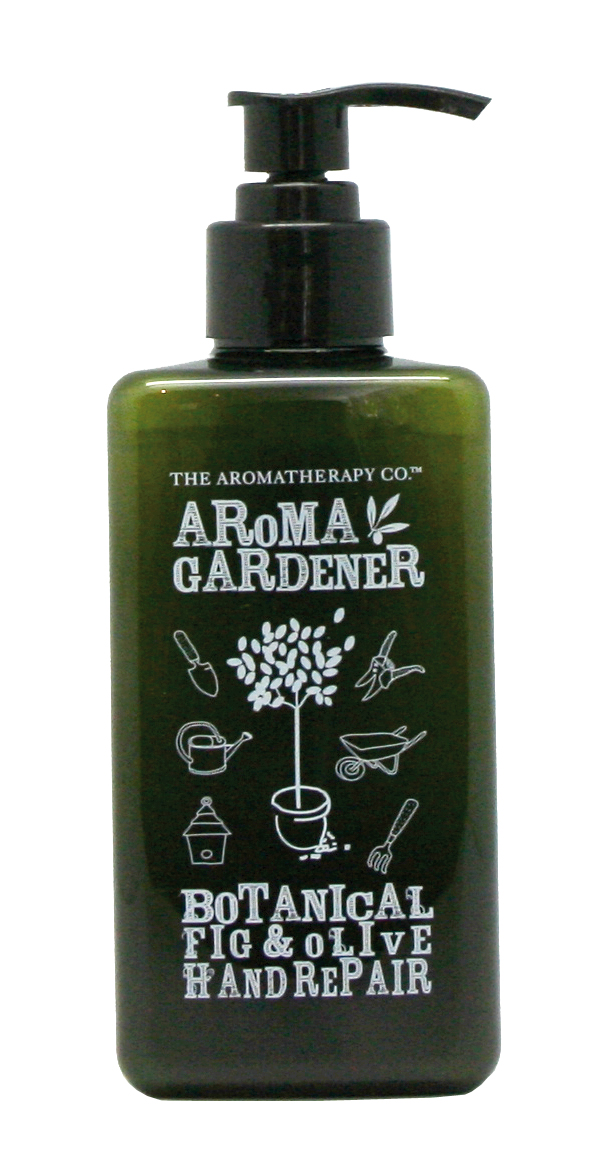 THE AROMATHERAPY CO.™
AROMA
GARDENER
BOTANICAL
FIG & OLIVE
HAND REPAIR